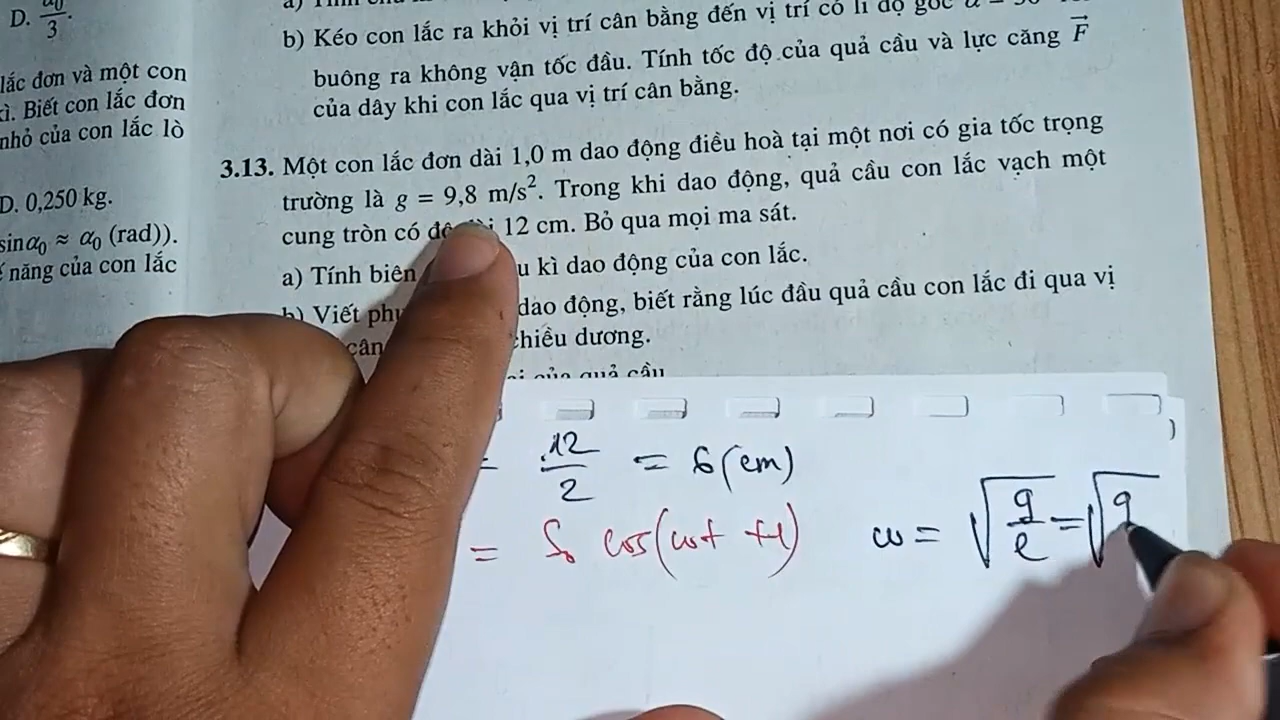 D. α₀/3.
lắc đơn và một con
kì. Biết con lắc đơn
nhỏ của con lắc lò
D. 0,250 kg.
sinα₀ ≈ α₀ (rad)).
năng của con lắc
b) Kéo con lắc ra khỏi vị trí cân bằng đến vị trí có li độ góc α
buông ra không vận tốc đầu. Tính tốc độ của quả cầu và lực căng F⃗
của dây khi con lắc qua vị trí cân bằng.
3.13. Một con lắc đơn dài 1,0 m dao động điều hoà tại một nơi có gia tốc trọng
trường là g = 9,8 m/s². Trong khi dao động, quả cầu con lắc vạch một
cung tròn có 12 cm. Bỏ qua mọi ma sát.
a) Tính biên kì dao động của con lắc.
b) Viết dao động, biết rằng lúc đầu quả cầu con lắc đi qua vị
cân chiều dương.
của quả cầu
12/2 = 6 (cm)
= S₀ cos(ωt + φ) ω = √(g/l) = √